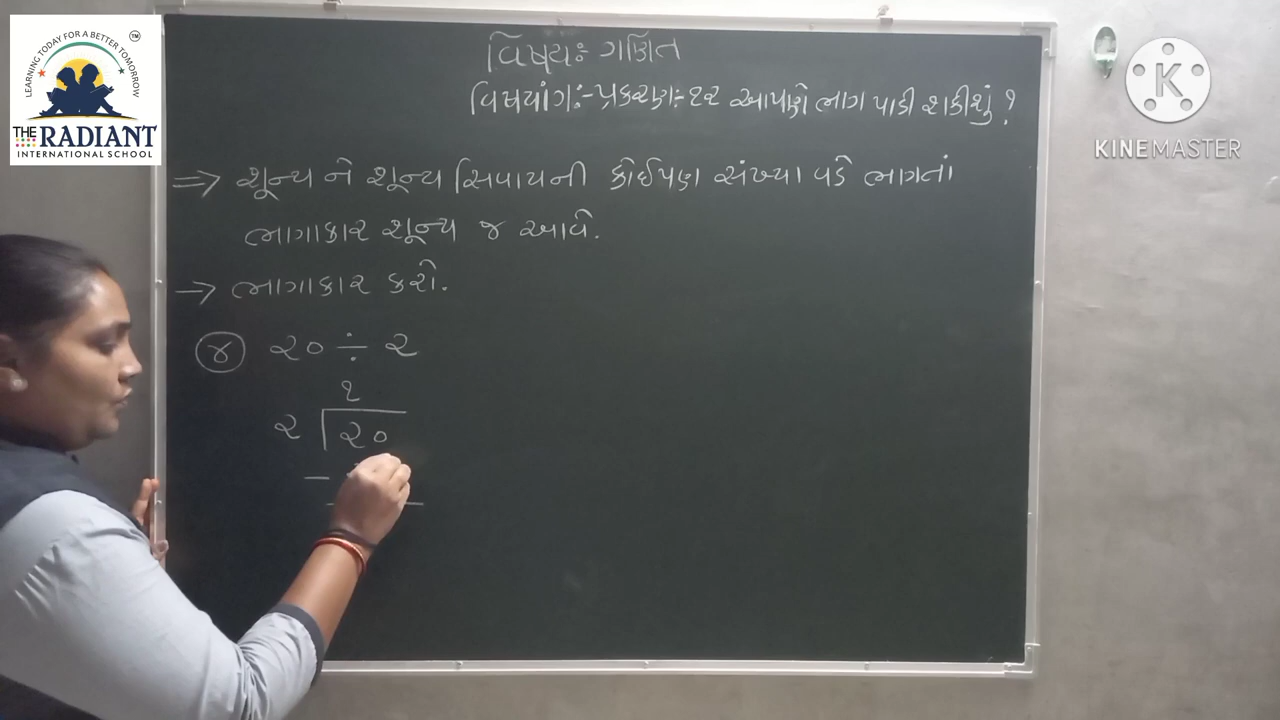 LEARNING TODAY FOR A BETTER TOMORROW
TM
THE RADIANT
INTERNATIONAL SCHOOL
K
KINEMASTER
વિષય:- ગણિત
વિષયાંગ:- પ્રકરણ:- ૧૨ આપણે ભાગ પાડી શકીશું ?
=> શૂન્ય ને શૂન્ય સિવાયની કોઈપણ સંખ્યા વડે ભાગતાં
ભાગાકાર શૂન્ય જ આવે.
→ ભાગાકાર કરો.
૪ ૨૦ ÷ ૨
૧
૨ ૨૦
–